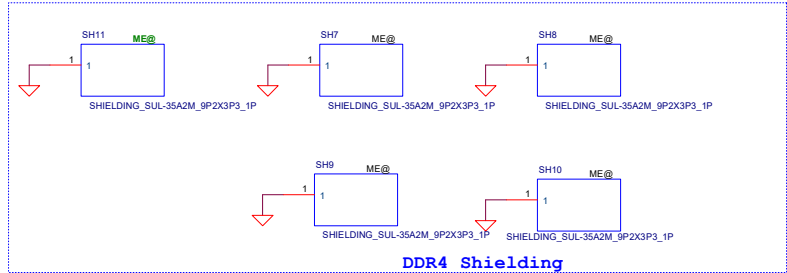 SH11
ME@
1
1
SHIELDING_SUL-35A2M_9P2X3P3_1P
SH7
ME@
1
1
SHIELDING_SUL-35A2M_9P2X3P3_1P
SH8
ME@
1
1
SHIELDING_SUL-35A2M_9P2X3P3_1P
SH9
ME@
1
1
SHIELDING_SUL-35A2M_9P2X3P3_1P
SH10
ME@
1
1
SHIELDING_SUL-35A2M_9P2X3P3_1P
DDR4 Shielding